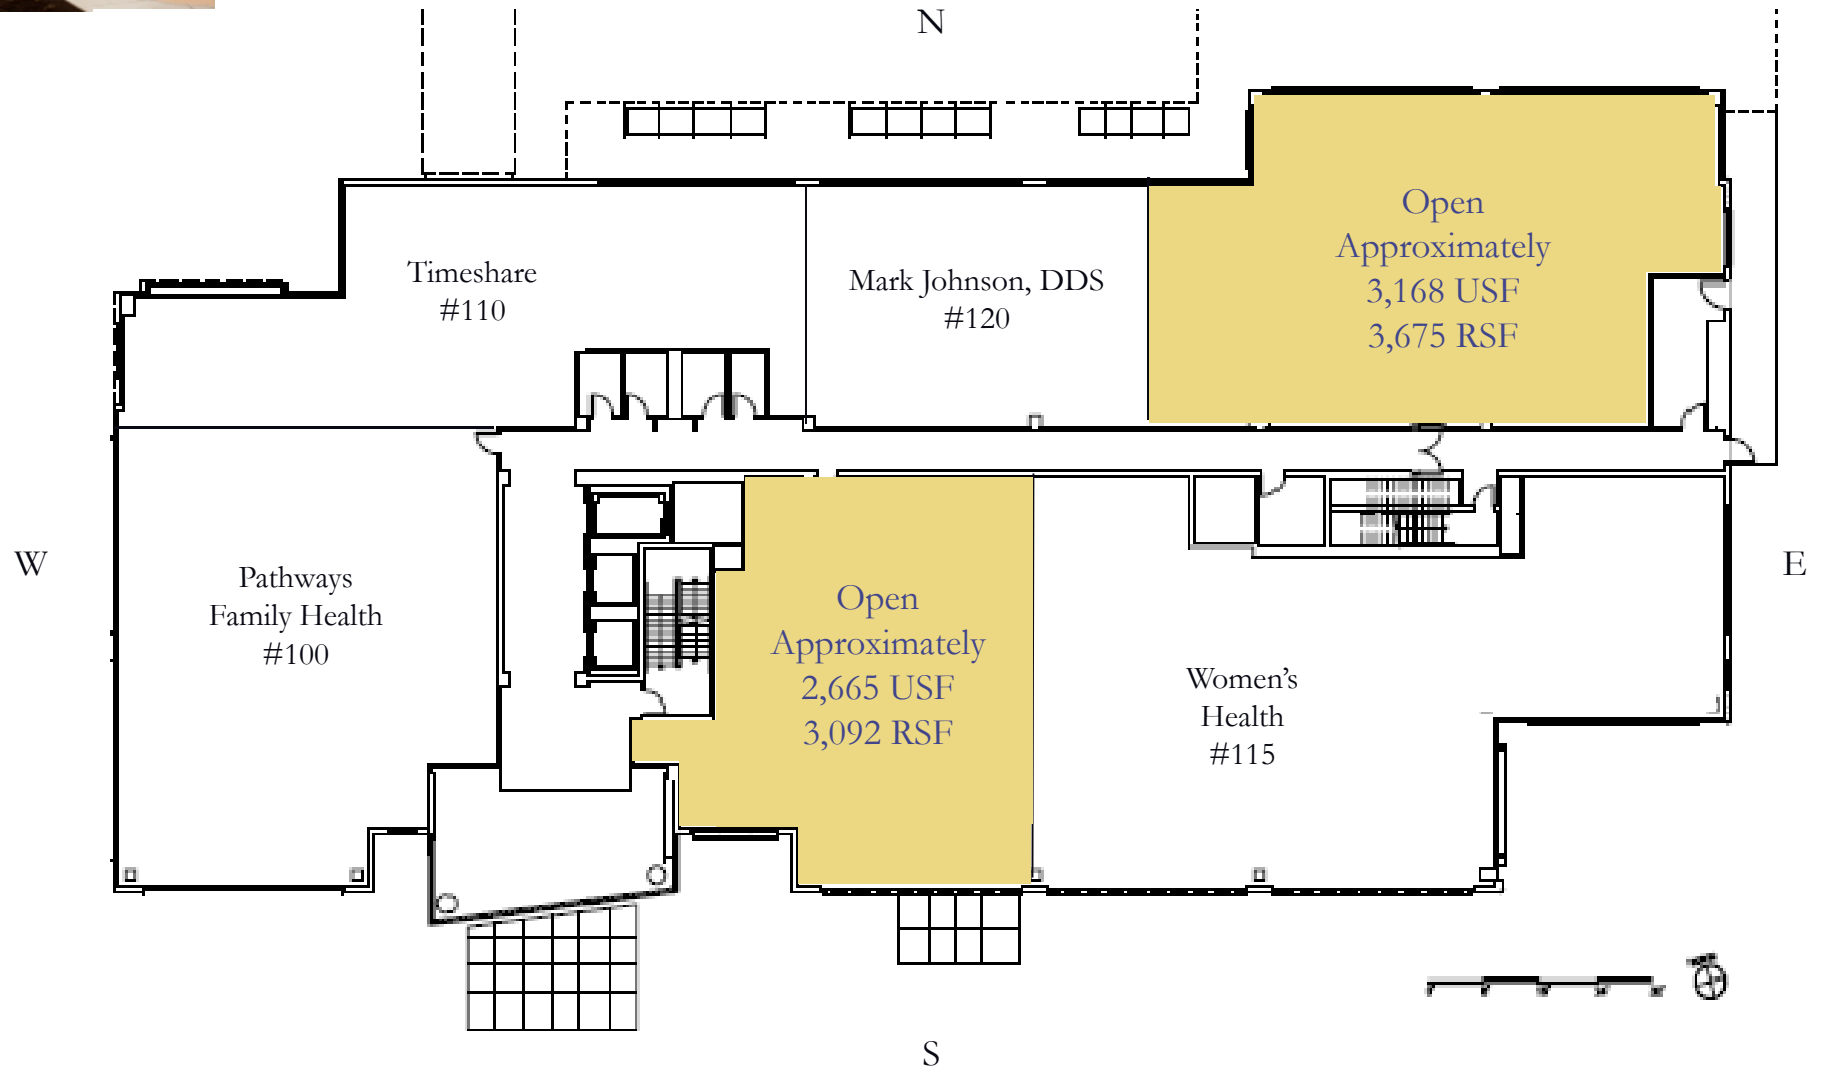 N
Timeshare
#110
Mark Johnson, DDS
#120
Open
Approximately
3,168 USF
3,675 RSF
W
Pathways
Family Health
#100
Open
Approximately
2,665 USF
3,092 RSF
Women’s
Health
#115
E
S